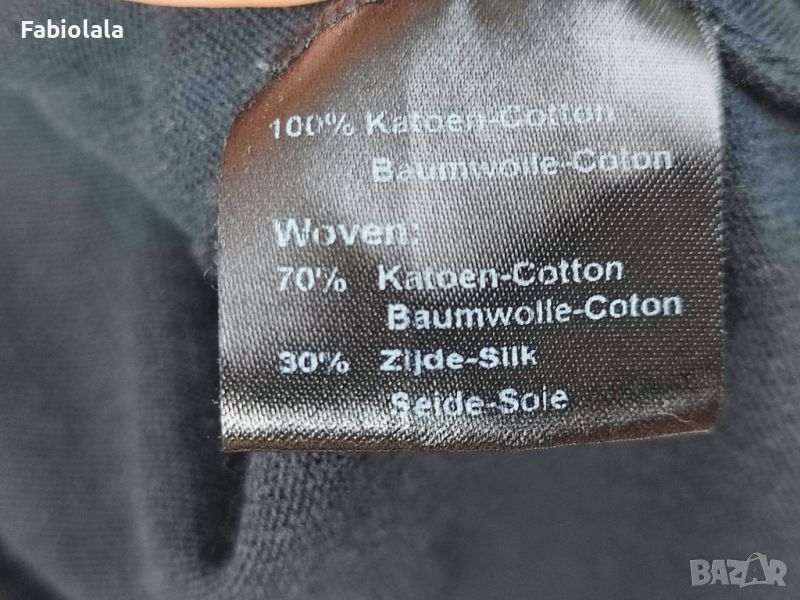 Fabiolala
100% Katoen-Cotton
Baumwolle-Coton
Woven:
70% Katoen-Cotton
Baumwolle-Coton
30% Zijde-Silk
Seide-Soie
BAZAR